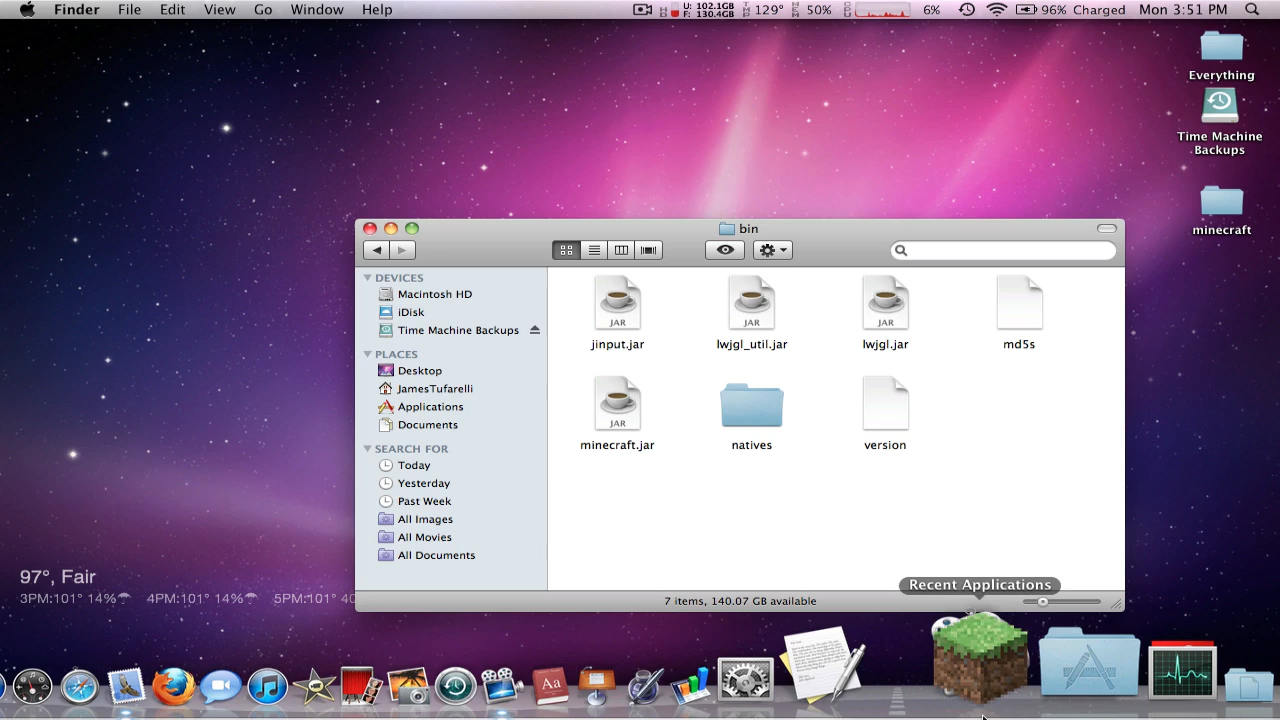 Finder File Edit View Go Window Help U: 102.1GB F: 130.4GB 129° 50% 6% 96% Charged Mon 3:51 PM
Everything
Time Machine
Backups
minecraft
bin
DEVICES
Macintosh HD
iDisk
Time Machine Backups
PLACES
Desktop
JamesTufarelli
Applications
Documents
SEARCH FOR
Today
Yesterday
Past Week
All Images
All Movies
All Documents
JAR JAR JAR
jinput.jar lwjgl_util.jar lwjgl.jar md5s
JAR
minecraft.jar natives version
7 items, 140.07 GB available
Recent Applications
97°, Fair
3PM:101° 14% 4PM:101° 14% 5PM:101° 40
Aa